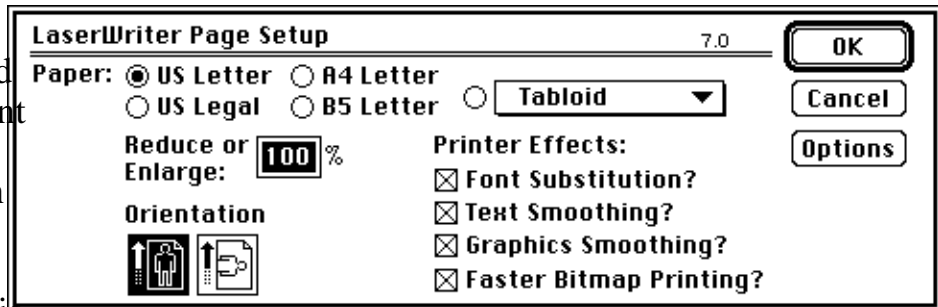 LaserWriter Page Setup 7.0 OK
Paper: US Letter A4 Letter Tabloid Cancel
US Legal B5 Letter
Reduce or Enlarge: 100 % Printer Effects: Options
Font Substitution?
Orientation Text Smoothing?
Graphics Smoothing?
Faster Bitmap Printing?